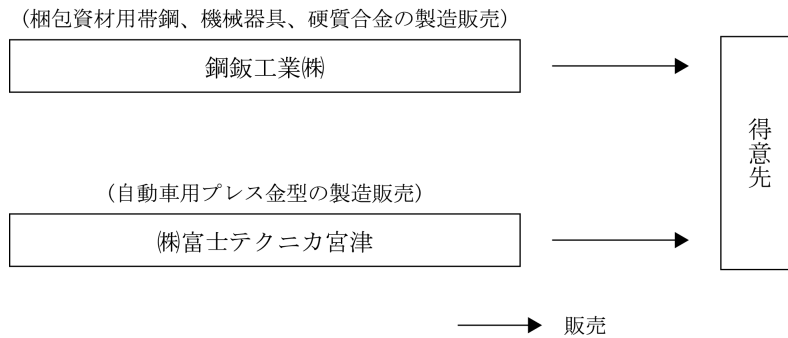 （梱包資材用帯鋼、機械器具、硬質合金の製造販売）
鋼鈑工業㈱
得意先
（自動車用プレス金型の製造販売）
㈱富士テクニカ宮津
販売